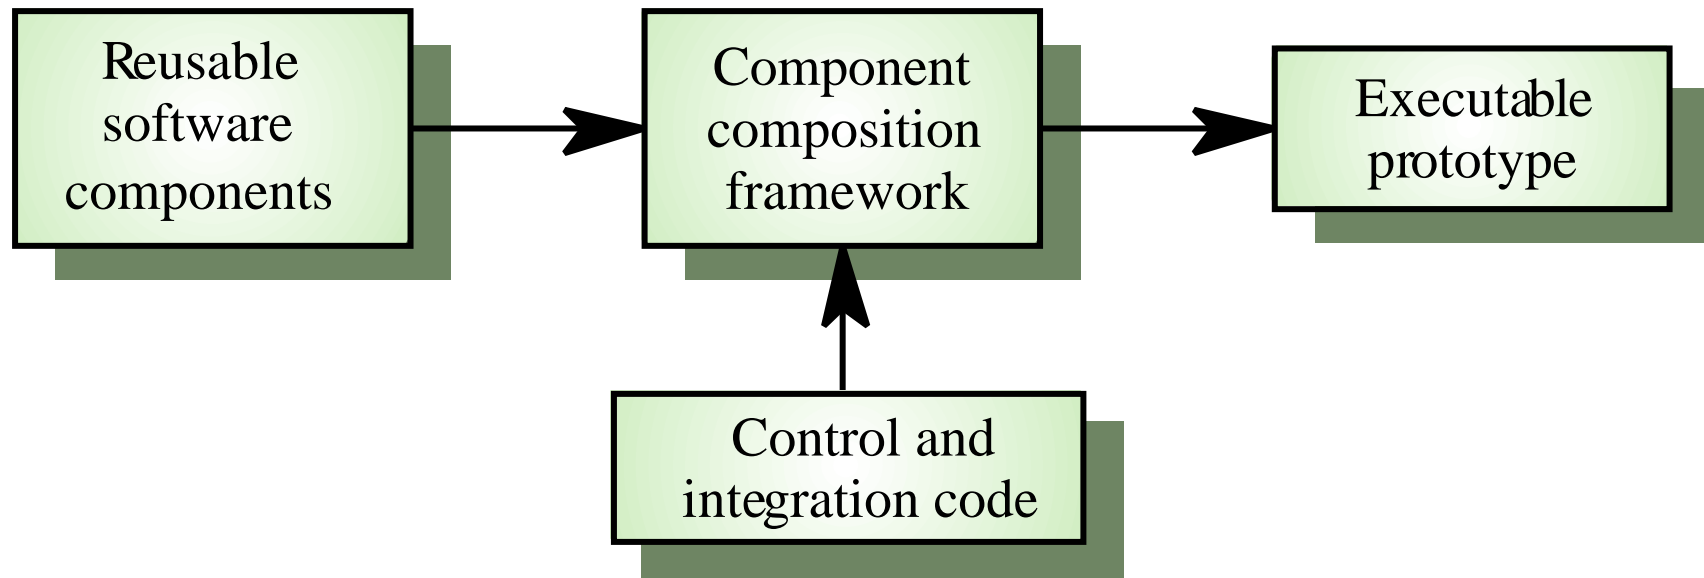 Reusable
software
components
Component
composition
framework
Executable
prototype
Control and
integration code